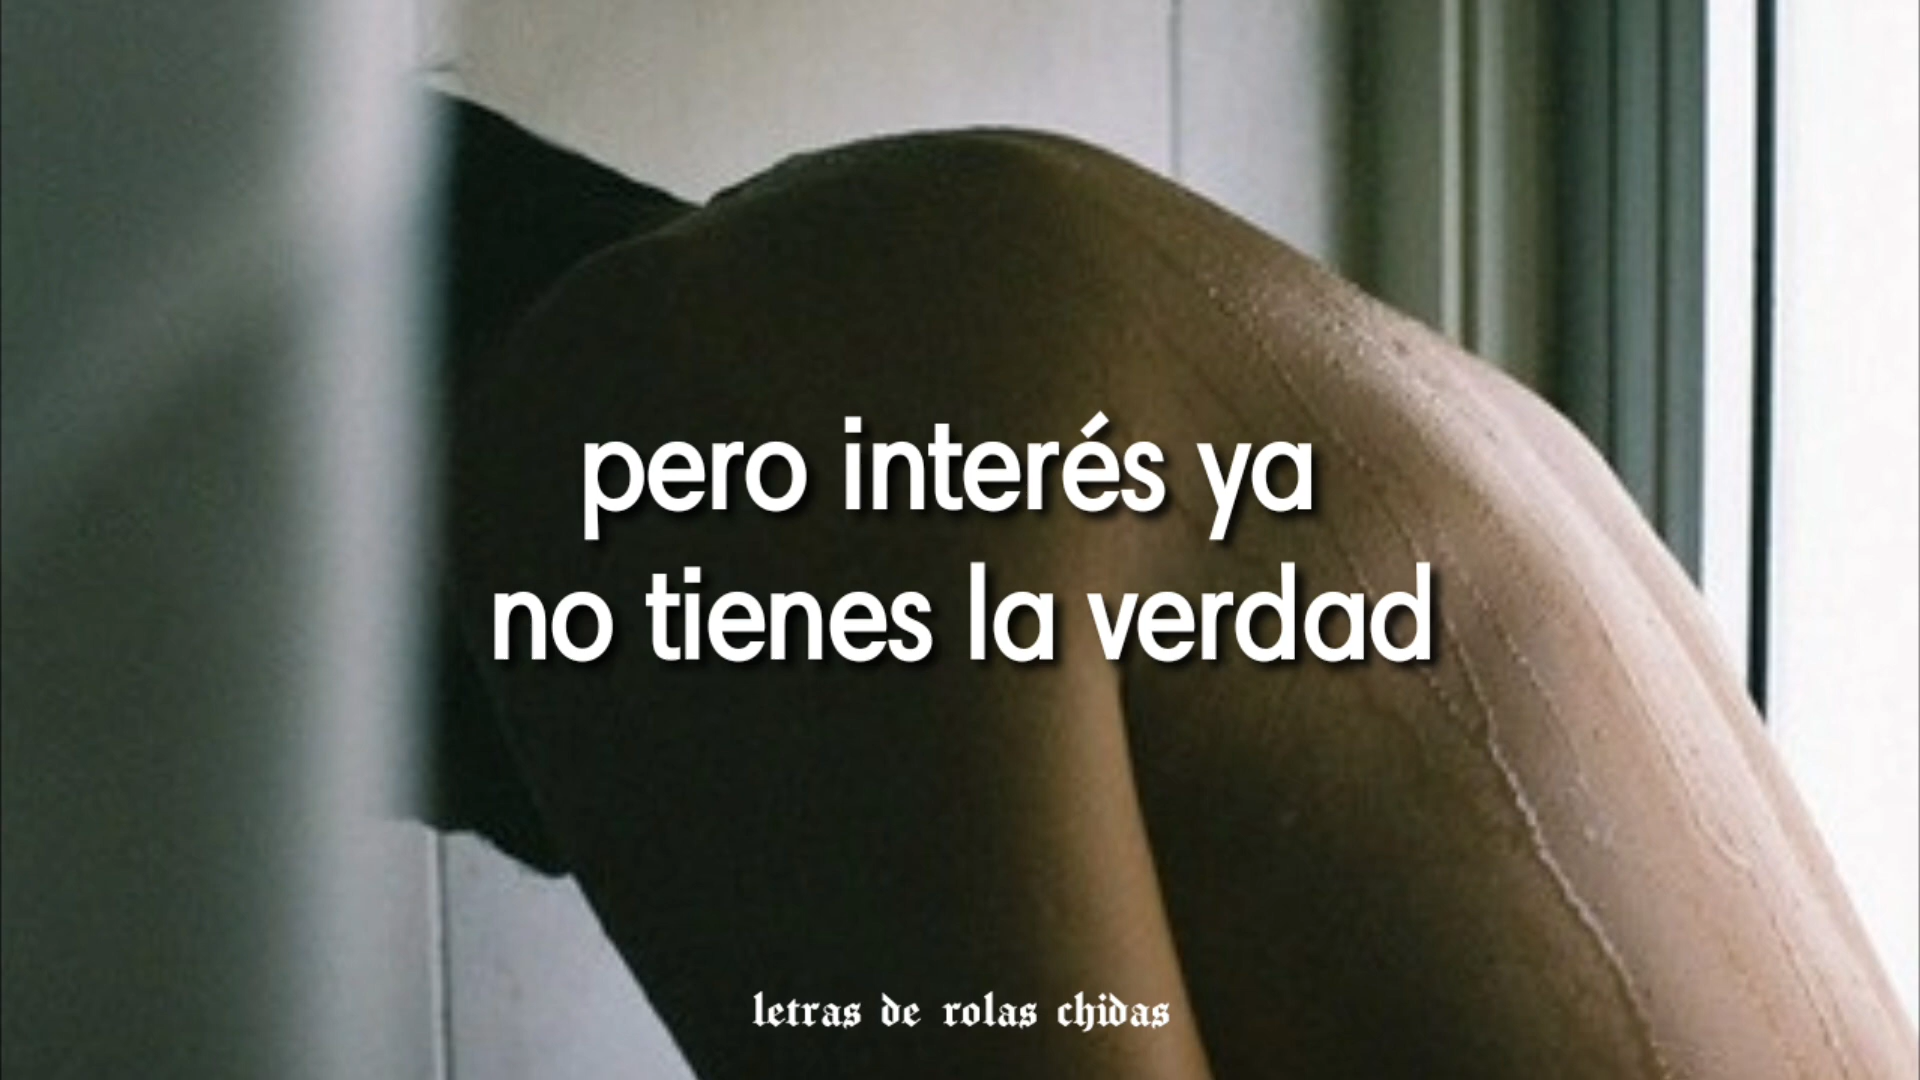 pero interés ya
no tienes la verdad
letras de rolas chidas